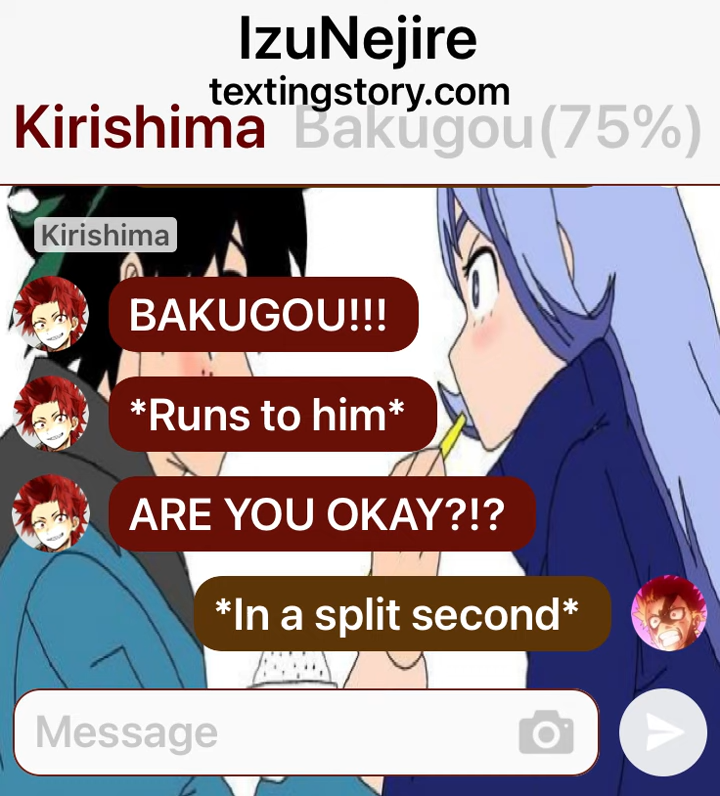 IzuNejire
textingstory.com
Kirishima Bakugou(75%)
Kirishima
BAKUGOU!!!
*Runs to him*
ARE YOU OKAY?!?
*In a split second*
Message